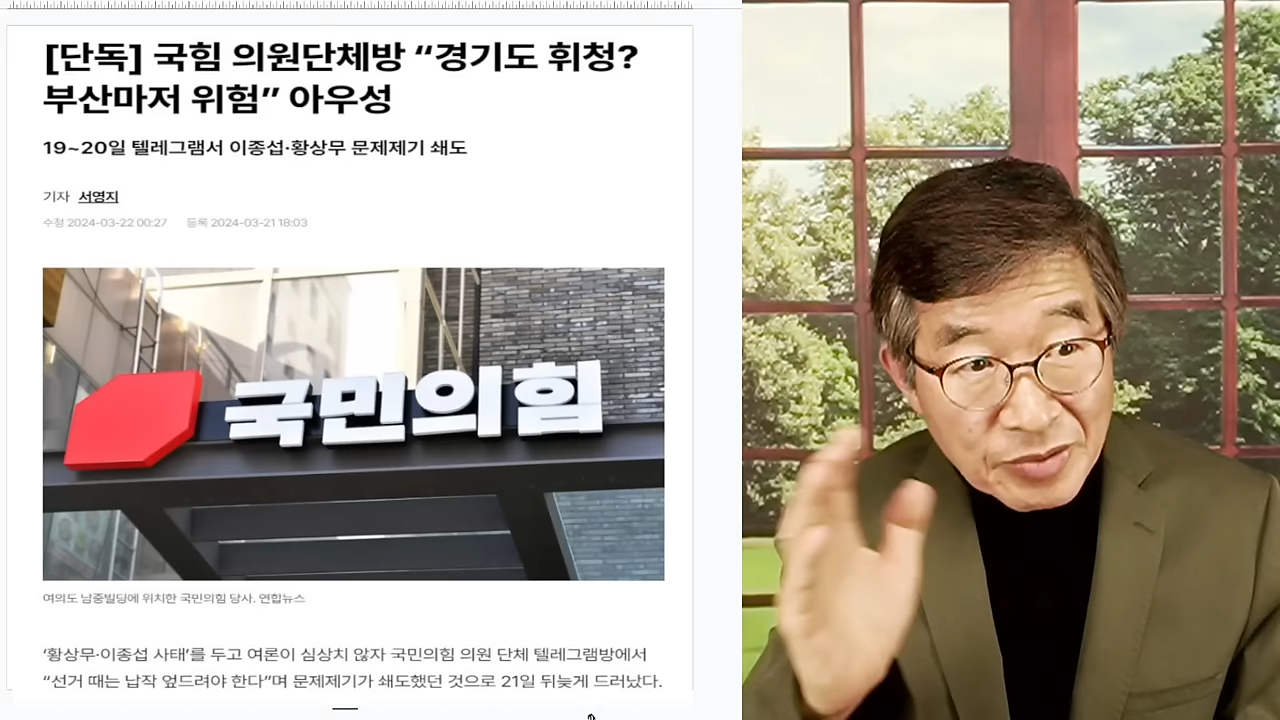 [단독] 국힘 의원단체방 “경기도 휘청?
부산마저 위험” 아우성
19~20일 텔레그램서 이종섭·황상무 문제제기 쇄도
기자 서영지
수정 2024-03-22 00:27 등록 2024-03-21 18:03
국민의힘
여의도 남중빌딩에 위치한 국민의힘 당사. 연합뉴스
‘황상무·이종섭 사태’를 두고 여론이 심상치 않자 국민의힘 의원 단체 텔레그램방에서
“선거 때는 납작 엎드려야 한다”며 문제제기가 쇄도했던 것으로 21일 뒤늦게 드러났다.